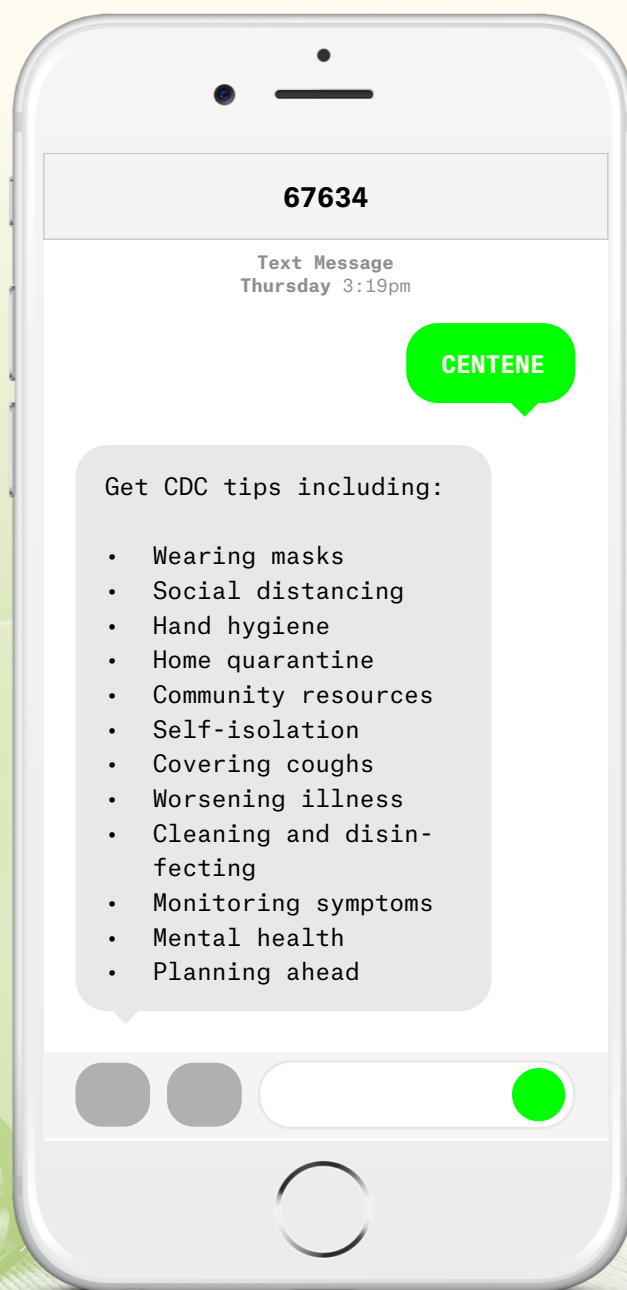 67634
Text Message
Thursday 3:19pm
CENTENE
Get CDC tips including:
• Wearing masks
• Social distancing
• Hand hygiene
• Home quarantine
• Community resources
• Self-isolation
• Covering coughs
• Worsening illness
• Cleaning and disin-
fecting
• Monitoring symptoms
• Mental health
• Planning ahead